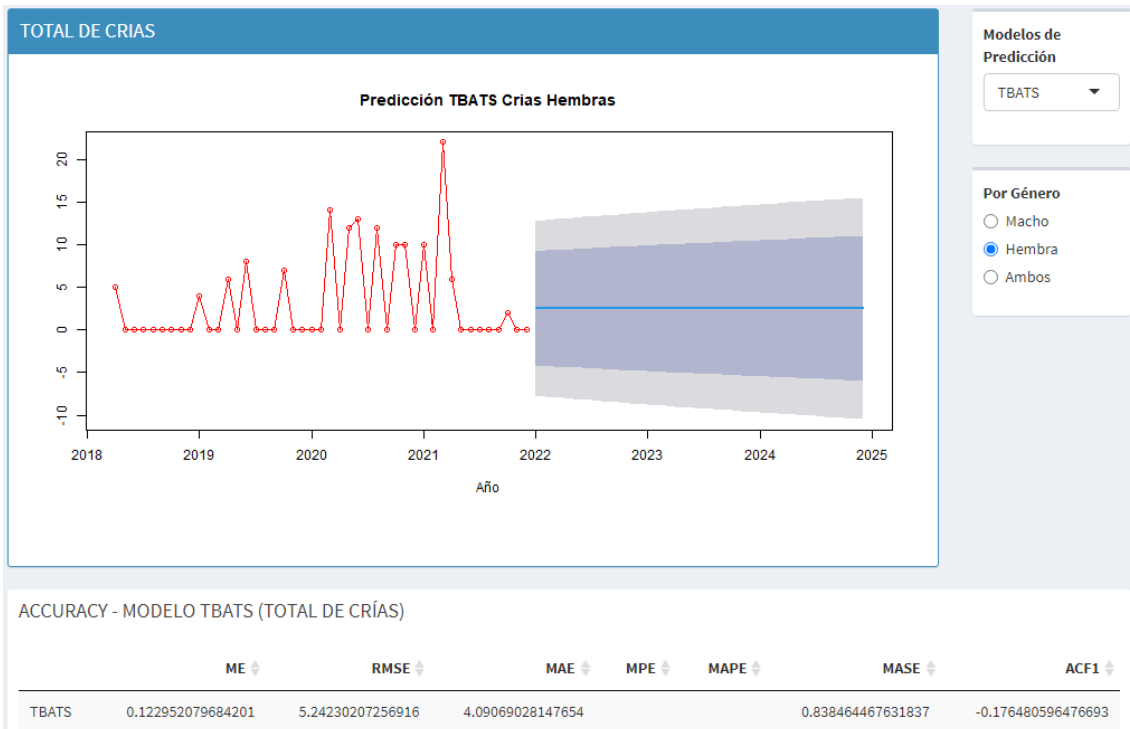 TOTAL DE CRIAS
Predicción TBATS Crias Hembras
20
15
10
5
0
-5
-10
2018 2019 2020 2021 2022 2023 2024 2025
Año
Modelos de
Predicción
TBATS
Por Género
Macho
Hembra
Ambos
ACCURACY - MODELO TBATS (TOTAL DE CRÍAS)
ME RMSE MAE MPE MAPE MASE ACF1
TBATS 0.122952079684201 5.24230207256916 4.09069028147654 0.838464467631837 -0.176480596476693